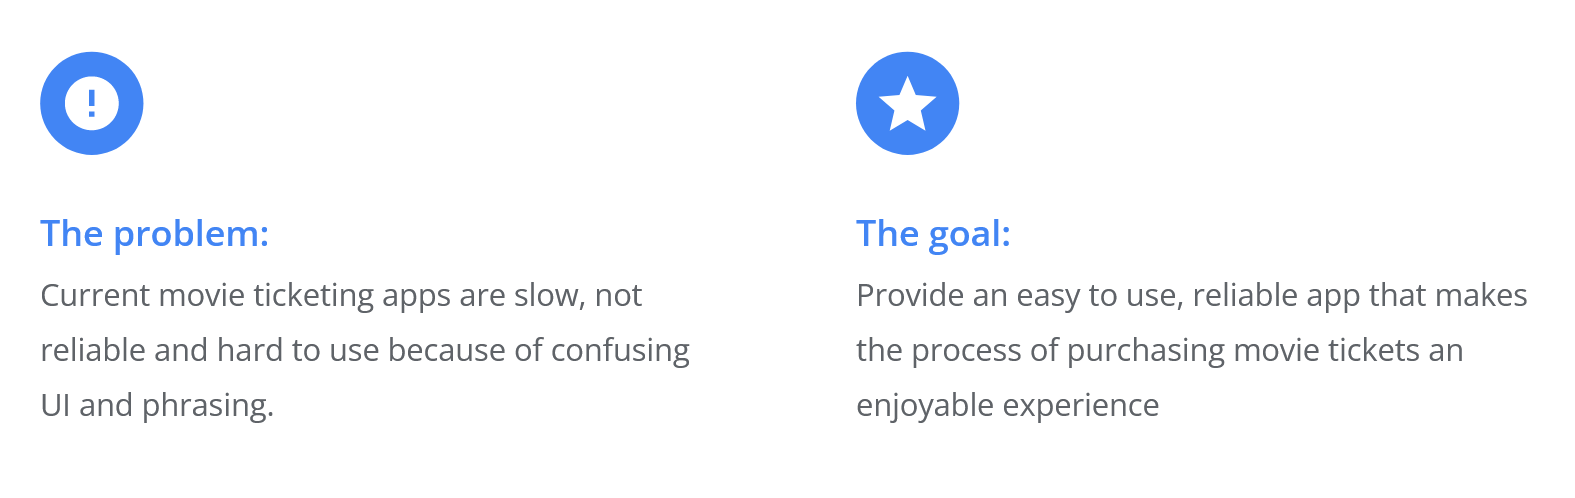 The problem:
Current movie ticketing apps are slow, not
reliable and hard to use because of confusing
UI and phrasing.
The goal:
Provide an easy to use, reliable app that makes
the process of purchasing movie tickets an
enjoyable experience